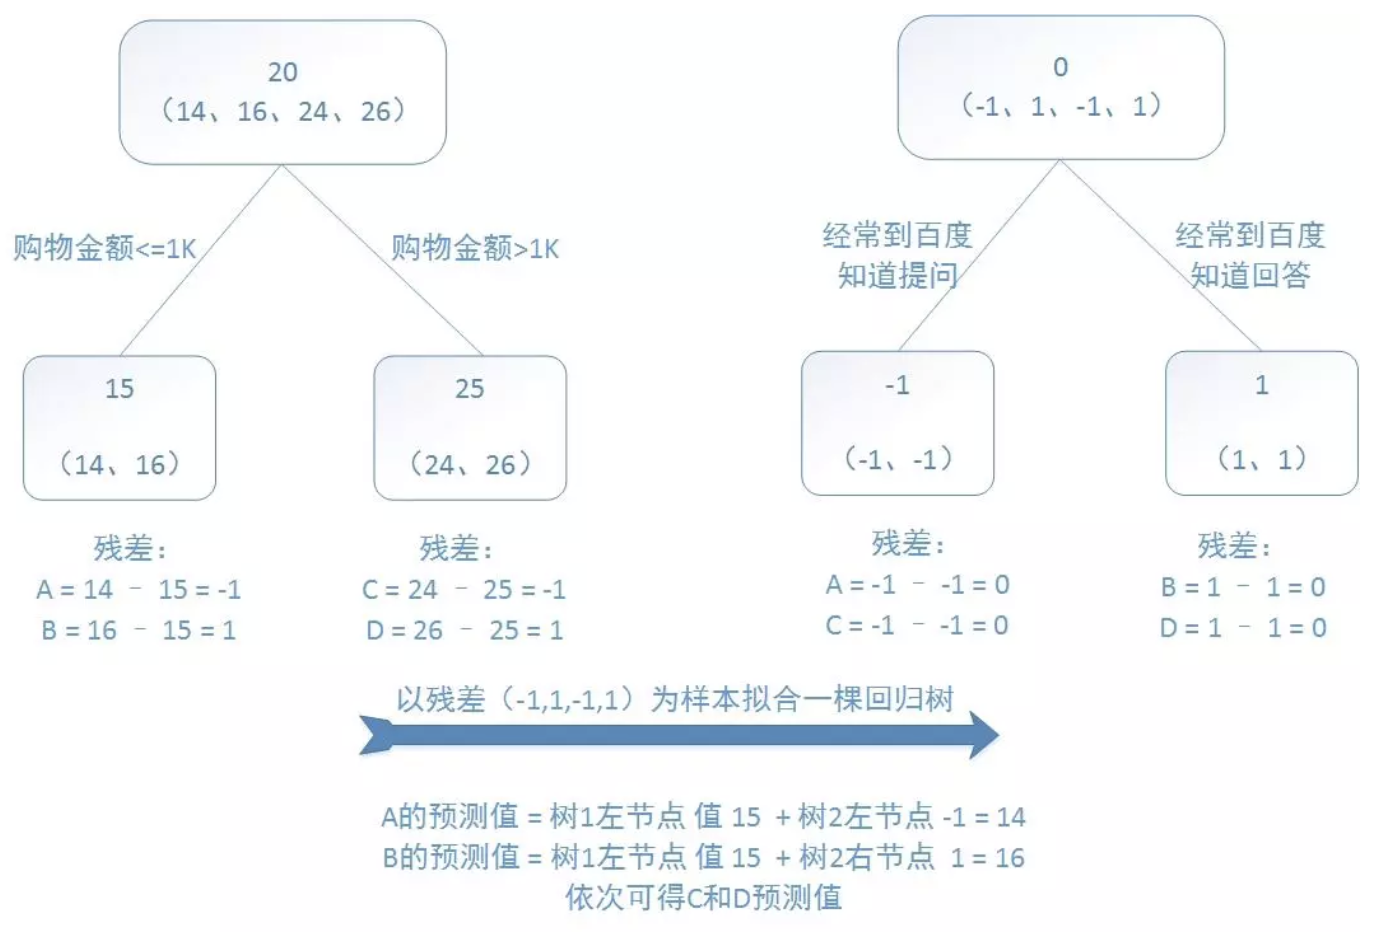 20
（14、16、24、26）
购物金额<=1K
购物金额>1K
15
（14、16）
25
（24、26）
残差：
A = 14 － 15 = -1
B = 16 － 15 = 1
残差：
C = 24 － 25 = -1
D = 26 － 25 = 1
0
（-1、1、-1、1）
经常到百度
知道提问
经常到百度
知道回答
-1
（-1、-1）
1
（1、1）
残差：
A = -1 － -1 = 0
C = -1 － -1 = 0
残差：
B = 1 － 1 = 0
D = 1 － 1 = 0
以残差（-1,1,-1,1）为样本拟合一棵回归树
A的预测值 = 树1左节点 值 15 + 树2左节点 -1 = 14
B的预测值 = 树1左节点 值 15 + 树2右节点 1 = 16
依次可得C和D预测值